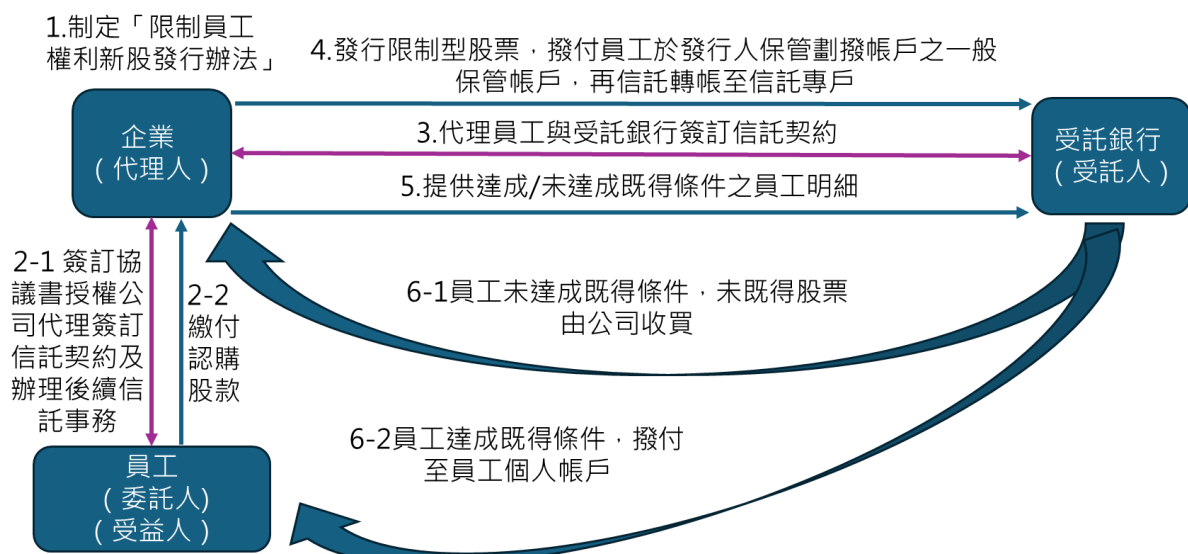 1.制定「限制員工
權利新股發行辦法」
4.發行限制型股票，撥付員工於發行人保管劃撥帳戶之一般
保管帳戶，再信託轉帳至信託專戶
企業
（代理人）
3.代理員工與受託銀行簽訂信託契約
受託銀行
（受託人）
5.提供達成/未達成既得條件之員工明細
2-1 簽訂協
議書授權公
司代理簽訂
信託契約及
辦理後續信
託事務
2-2
繳付
認購
股款
6-1員工未達成既得條件，未既得股票
由公司收買
6-2員工達成既得條件，撥付
至員工個人帳戶
員工
（委託人)
（受益人）